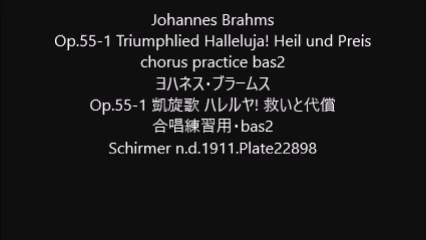 Johannes Brahms
Op.55-1 Triumphlied Halleluja! Heil und Preis
chorus practice bas2
ヨハネス・ブラームス
Op.55-1 凱旋歌 ハレルヤ! 救いと代償
合唱練習用・bas2
Schirmer n.d.1911.Plate22898